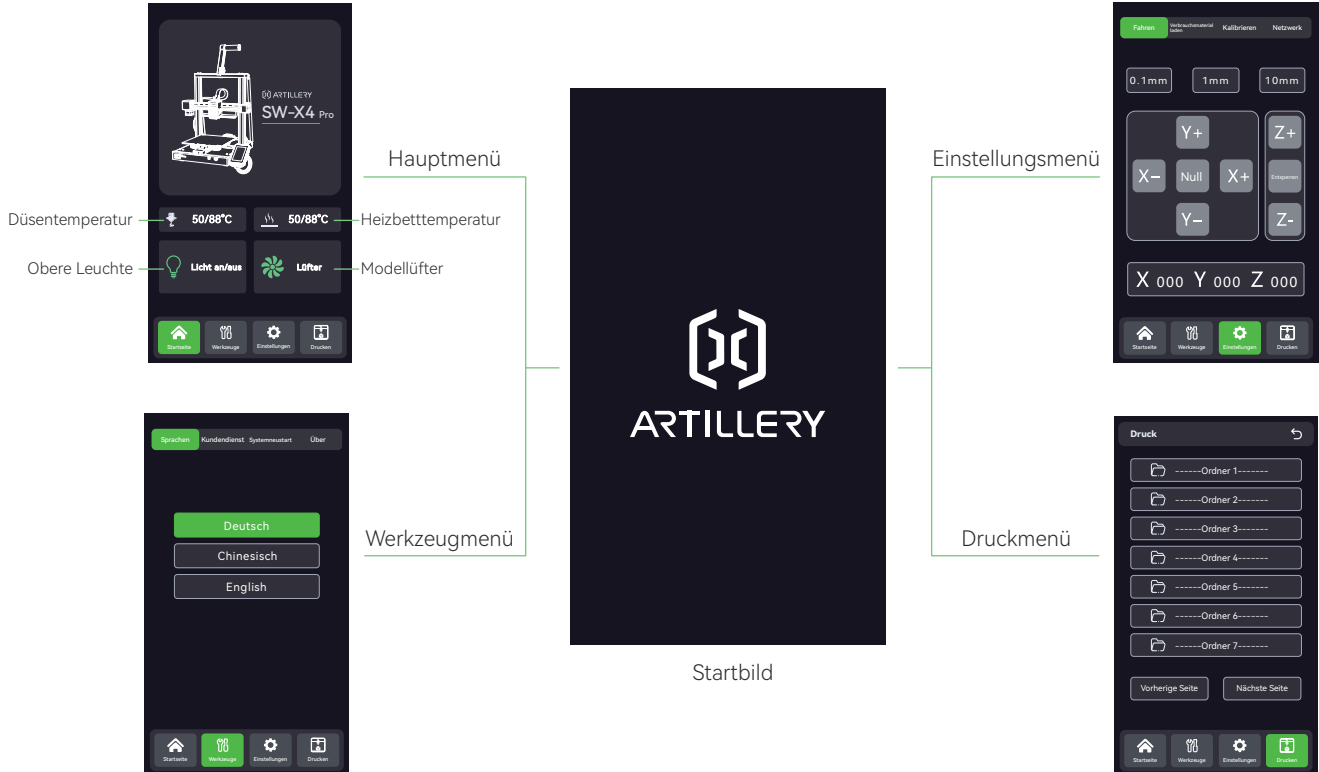 ARTILLERY
SW-X4 Pro
Hauptmenü
Düsentemperatur
50/88°C
50/88°C
Heizbetttemperatur
Obere Leuchte
Licht an/aus
Lüfter
Modellüfter
Startseite
Werkzeuge
Einstellungen
Drucken
Sprachen
Kundendienst
Systemneustart
Über
Deutsch
Chinesisch
English
Werkzeugmenü
Startseite
Werkzeuge
Einstellungen
Drucken
ARTILLERY
Startbild
Einstellungsmenü
Fahren
Verbrauchsmaterial
laden
Kalibrieren
Netzwerk
0.1mm
1mm
10mm
Y+
Z+
X-
Null
X+
Entsperren
Y-
Z-
X 000 Y 000 Z 000
Startseite
Werkzeuge
Einstellungen
Drucken
Druckmenü
Druck
------Ordner 1-------
------Ordner 2-------
------Ordner 3-------
------Ordner 4-------
------Ordner 5-------
------Ordner 6-------
------Ordner 7-------
Vorherige Seite
Nächste Seite
Startseite
Werkzeuge
Einstellungen
Drucken